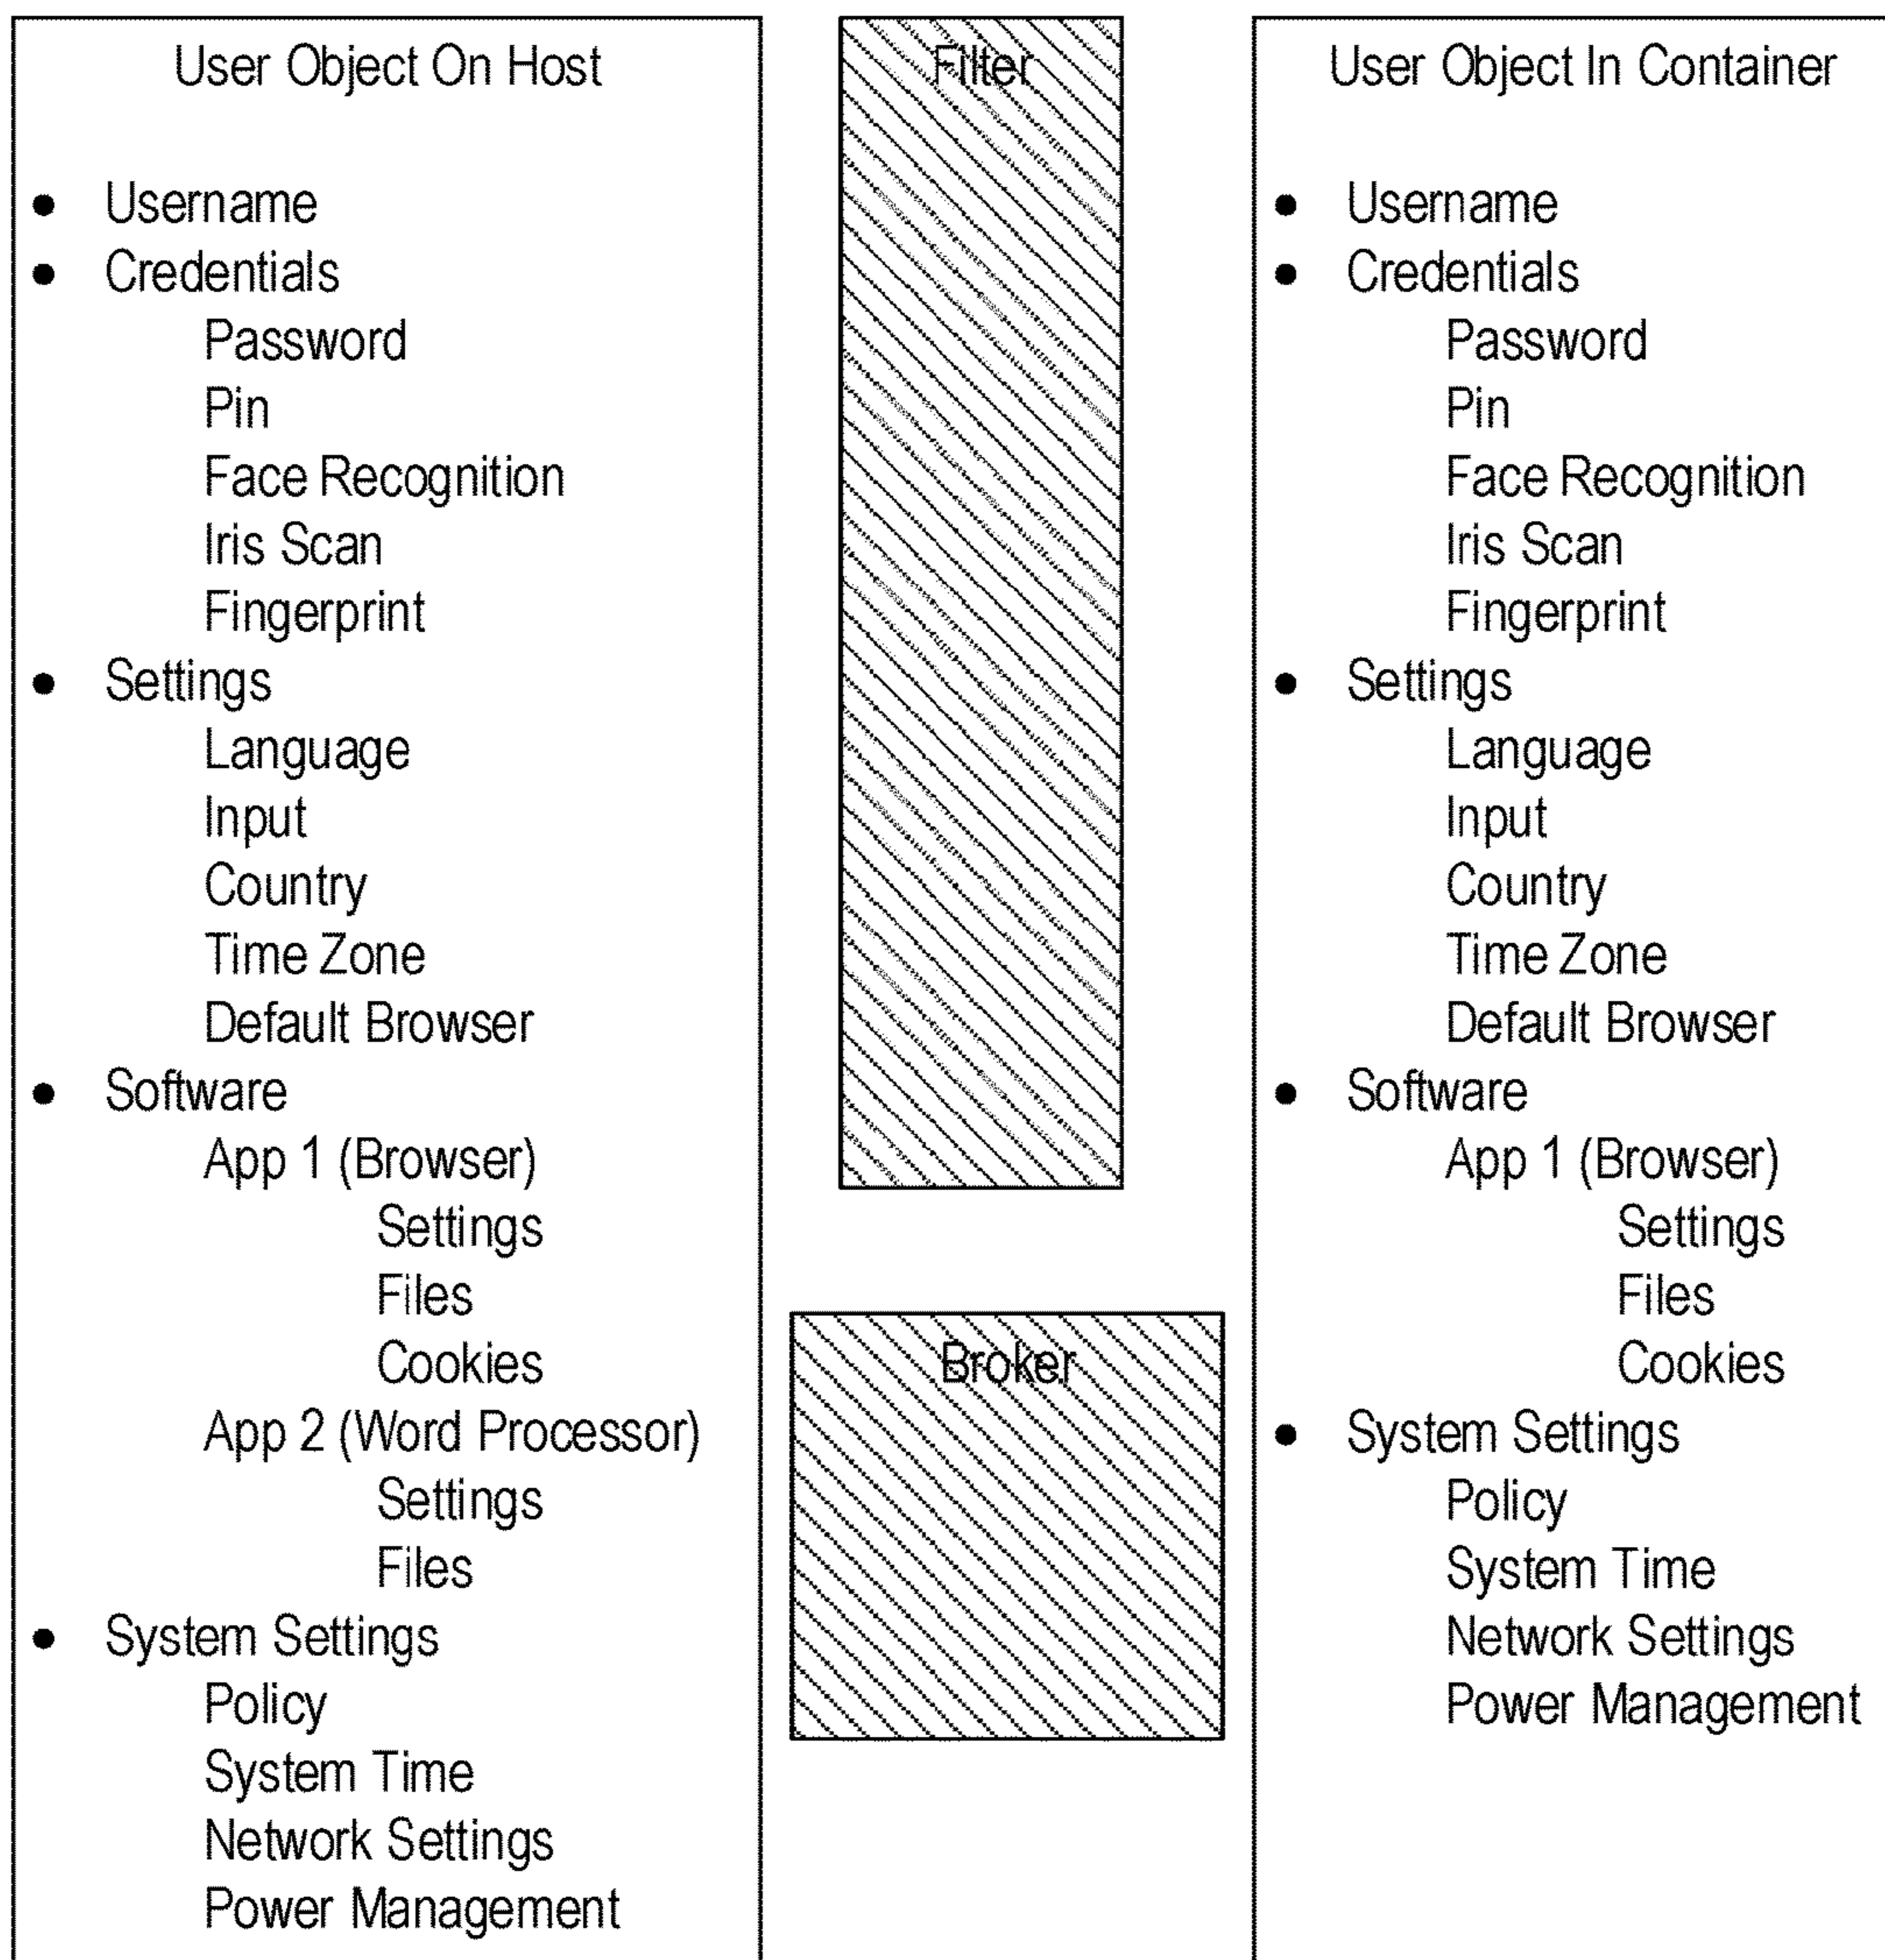 User Object On Host
• Username
• Credentials
Password
Pin
Face Recognition
Iris Scan
Fingerprint
• Settings
Language
Input
Country
Time Zone
Default Browser
• Software
App 1 (Browser)
Settings
Files
Cookies
App 2 (Word Processor)
Settings
Files
• System Settings
Policy
System Time
Network Settings
Power Management
Filter
Broker
User Object In Container
• Username
• Credentials
Password
Pin
Face Recognition
Iris Scan
Fingerprint
• Settings
Language
Input
Country
Time Zone
Default Browser
• Software
App 1 (Browser)
Settings
Files
Cookies
• System Settings
Policy
System Time
Network Settings
Power Management